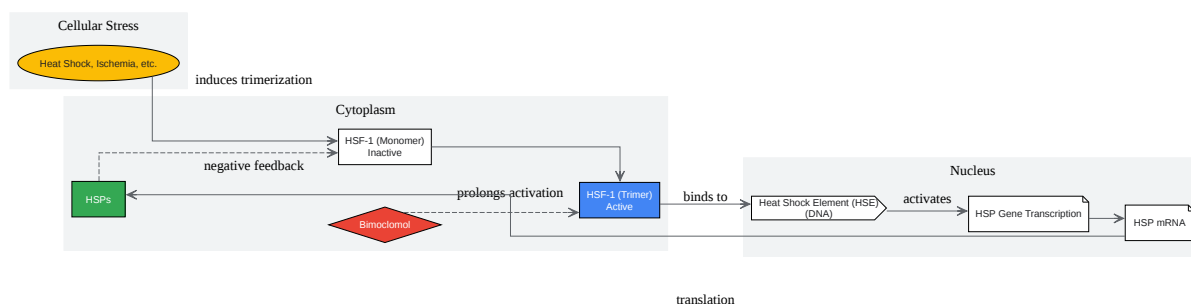 Cellular Stress
Heat Shock, Ischemia, etc.
induces trimerization
Cytoplasm
HSF-1 (Monomer)
Inactive
negative feedback
HSPs
prolongs activation
HSF-1 (Trimer)
Active
Bimoclomol
binds to
Nucleus
Heat Shock Element (HSE)
(DNA)
activates
HSP Gene Transcription
HSP mRNA
translation